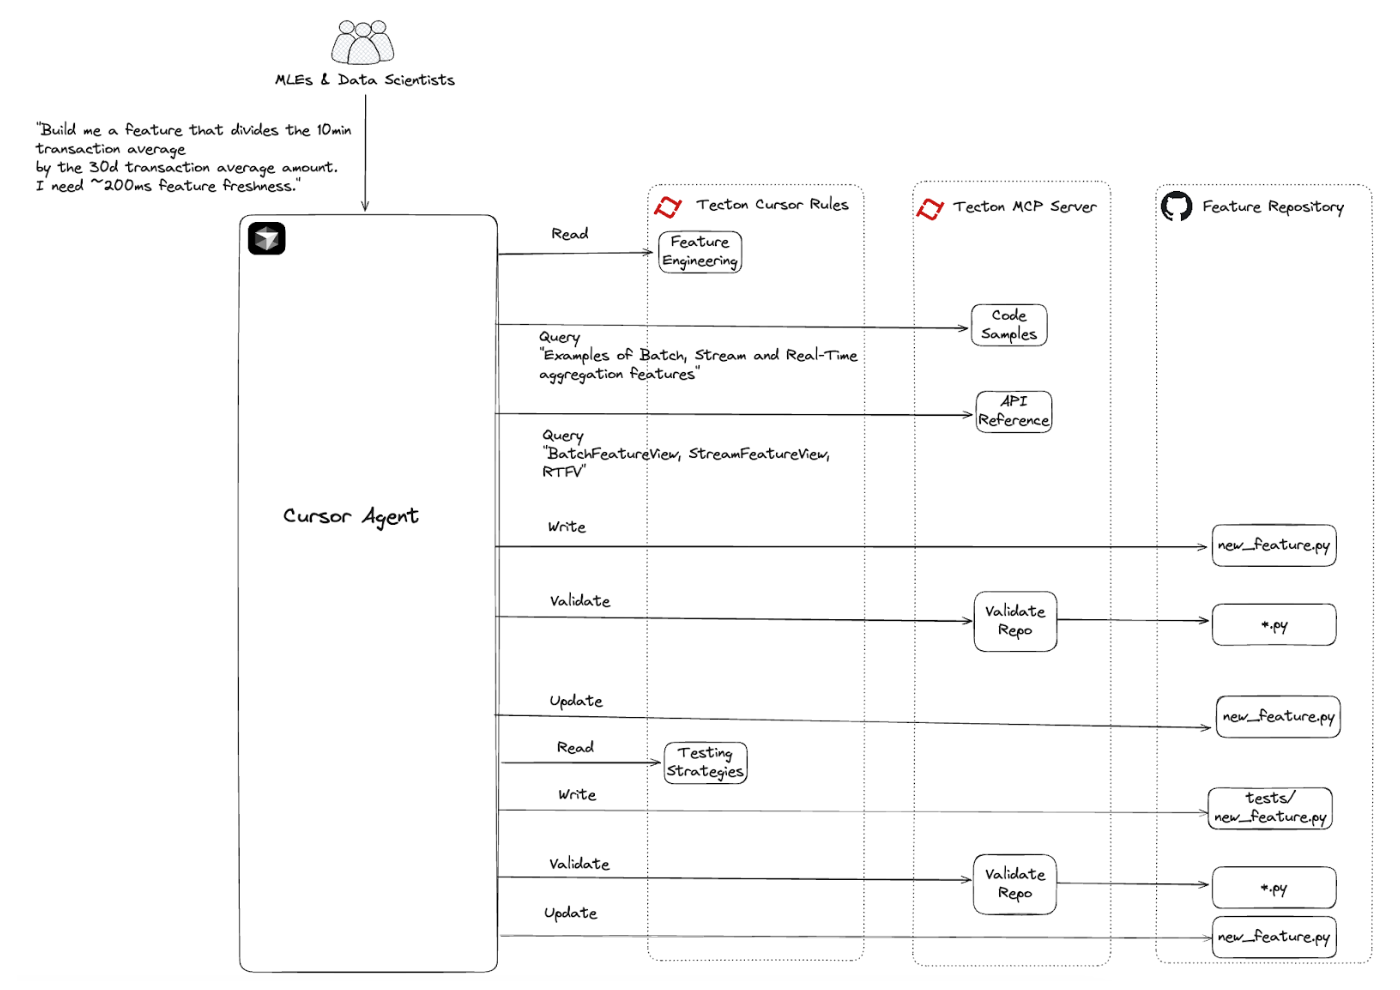 MLEs & Data Scientists
"Build me a feature that divides the 10min
transaction average
by the 30d transaction average amount.
I need ~200ms feature freshness."
Tecton Cursor Rules
Tecton MCP Server
Feature Repository
Read
Feature
Engineering
Code
Samples
Query
"Examples of Batch, Stream and Real-Time
aggregation features"
API
Reference
Query
"BatchFeatureView, StreamFeatureView,
RTFV"
Cursor Agent
Write
new_feature.py
Validate
Validate
Repo
*.py
Update
new_feature.py
Read
Testing
Strategies
Write
tests/
new_feature.py
Validate
Validate
Repo
*.py
Update
new_feature.py